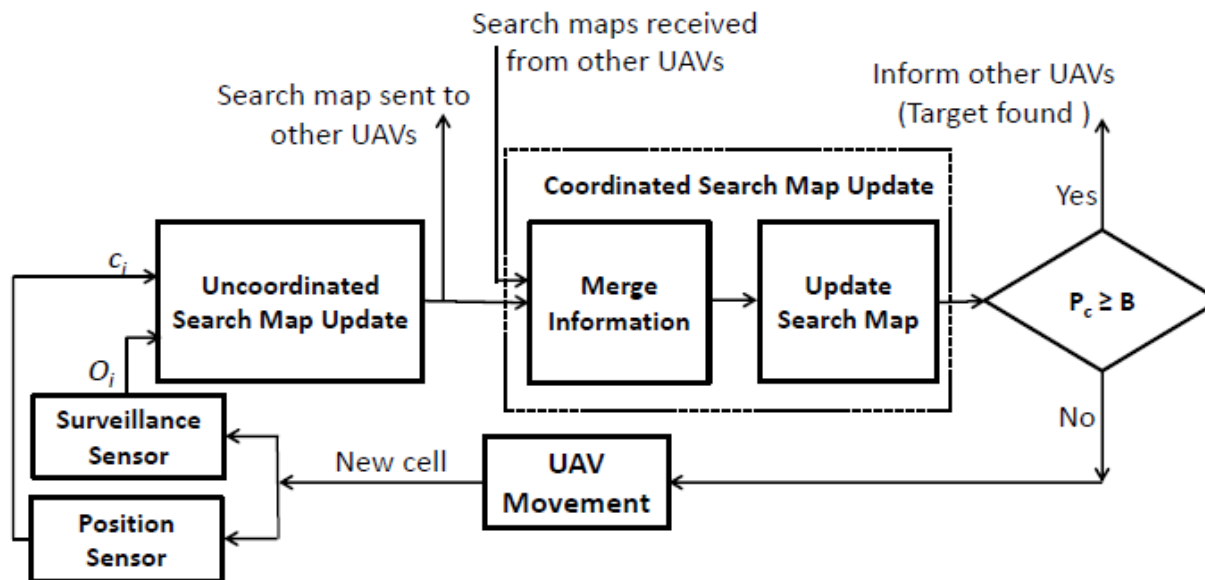 Search maps received
from other UAVs
Inform other UAVs
(Target found )
Search map sent to
other UAVs
Coordinated Search Map Update
Yes
c_i
Uncoordinated
Search Map Update
Merge
Information
Update
Search Map
P_c ≥ B
O_i
Surveillance
Sensor
No
New cell
UAV
Movement
Position
Sensor